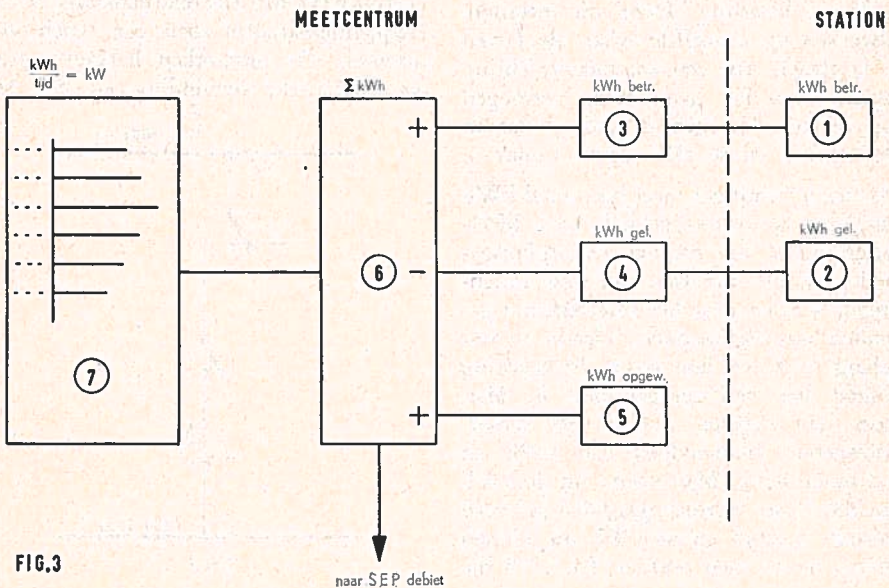 MEETCENTRUM
STATION
kWh
tijd = kW
Σ kWh
kWh betr.
kWh betr.
+
3
1
kWh gel.
kWh gel.
6
-
4
2
kWh opgew.
7
+
5
FIG.3
naar S.E.P. debiet